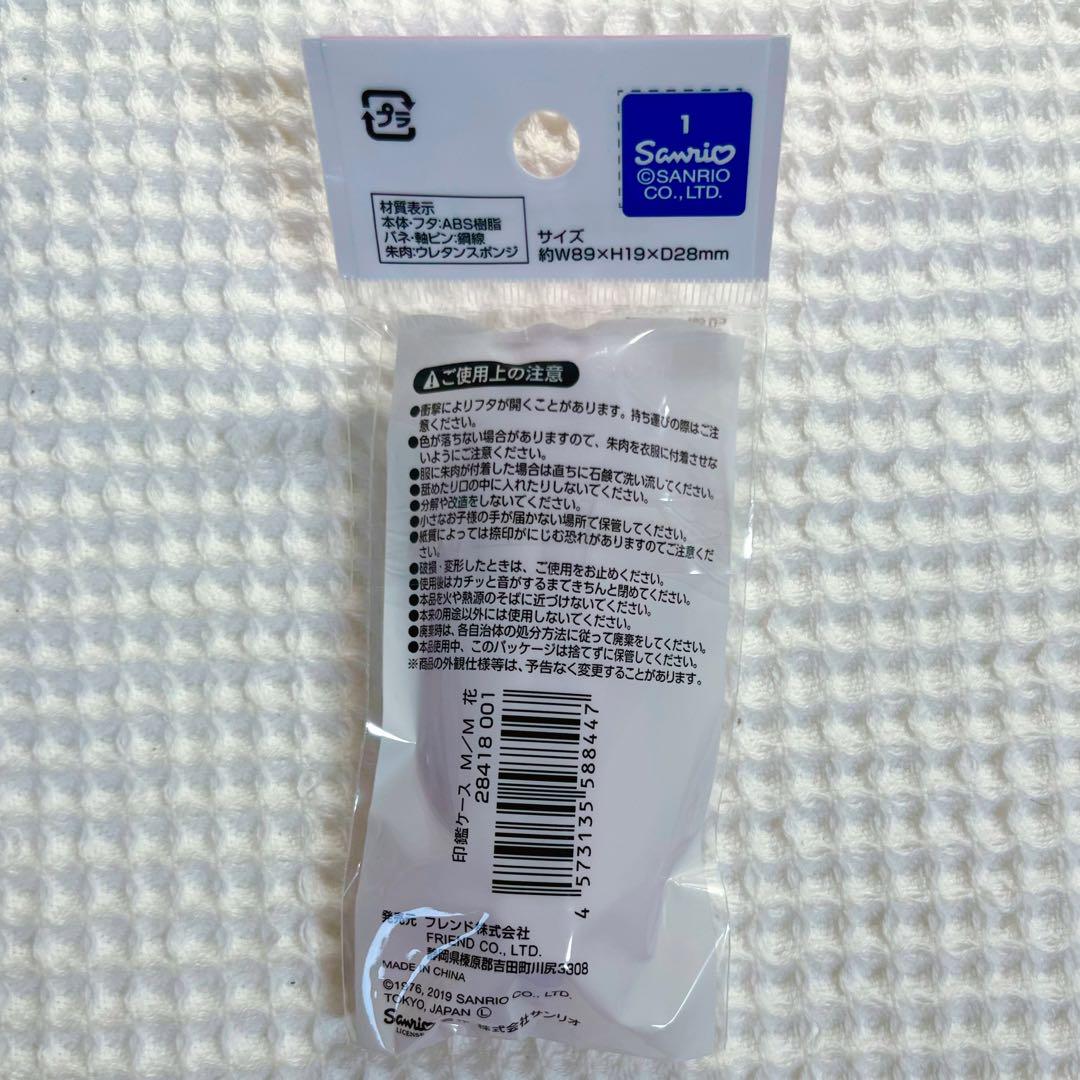 プラ
1
Sanrio
©SANRIO
CO.,LTD.
材質表示
本体・フタ:ABS樹脂
バネ・軸ピン:鋼線
朱肉:ウレタンスポンジ
サイズ
約W89×H19×D28mm
ご使用上の注意
●衝撃によりフタが開くことがあります。持ち運びの際はご注
意ください。
●色が落ちない場合がありますので、朱肉を衣服に付着させな
いようにご注意ください。
●服に朱肉が付着した場合は直ちに石鹸で洗い流してください。
●舐めたり口の中に入れたりしないでください。
●分解や改造をしないでください。
●小さなお子様の手が届かない場所で保管してください。
●紙質によっては捺印がにじむ恐れがありますのでご注意くだ
さい。
●破損・変形したときは、ご使用をお止めください。
●使用後はカチッと音がするまできちんと閉めてください。
●本品を火や熱源のそばに近づけないでください。
●本来の用途以外には使用しないでください。
●廃棄時は、各自治体の処分方法に従って廃棄をしてください。
●本品使用中、このパッケージは捨てずに保管してください。
※商品の外観仕様等は、予告なく変更することがあります。
印鑑ケース M/M 花
28418 001
4 573135 588447
発売元 フレンド株式会社
FRIEND CO., LTD.
静岡県榛原郡吉田町川尻3308
MADE IN CHINA
©1976, 2019 SANRIO CO., LTD.
TOKYO, JAPAN Ⓛ
Sanrio 株式会社サンリオ